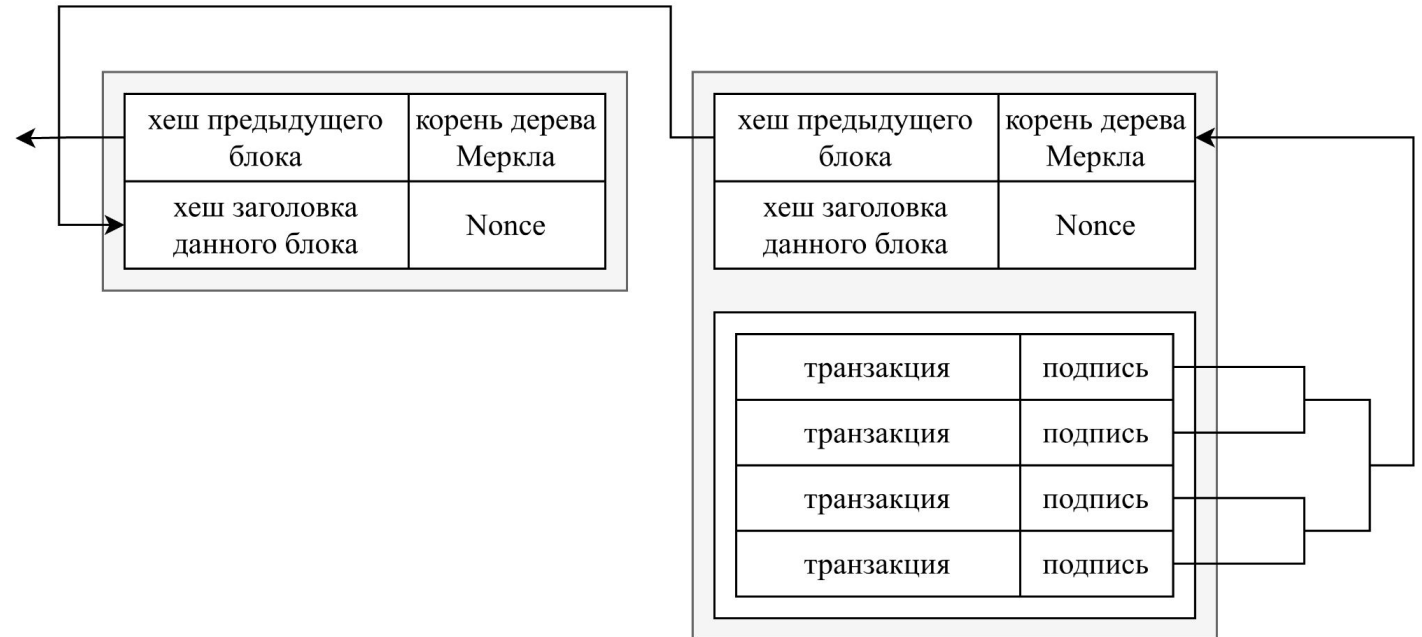 хеш предыдущего
блока
корень дерева
Меркла
хеш заголовка
данного блока
Nonce
хеш предыдущего
блока
корень дерева
Меркла
хеш заголовка
данного блока
Nonce
транзакция
подпись
транзакция
подпись
транзакция
подпись
транзакция
подпись